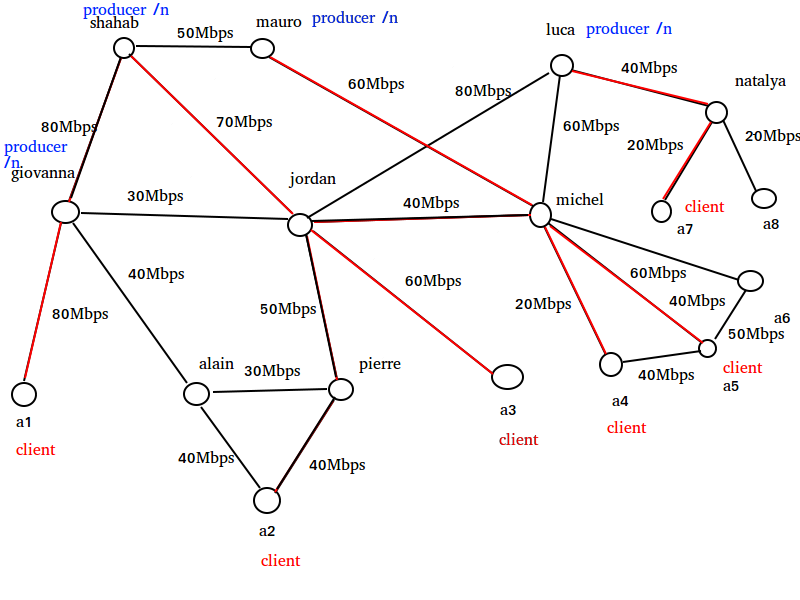 producer /n
shahab
50Mbps
mauro
producer /n
luca
producer /n
40Mbps
natalya
60Mbps
80Mbps
70Mbps
80Mbps
60Mbps
20Mbps
20Mbps
producer
/n
giovanna
jordan
30Mbps
40Mbps
michel
client
a7
a8
40Mbps
60Mbps
60Mbps
40Mbps
20Mbps
80Mbps
50Mbps
a6
50Mbps
alain
30Mbps
pierre
40Mbps
client
a5
a1
a3
a4
client
client
client
40Mbps
40Mbps
a2
client